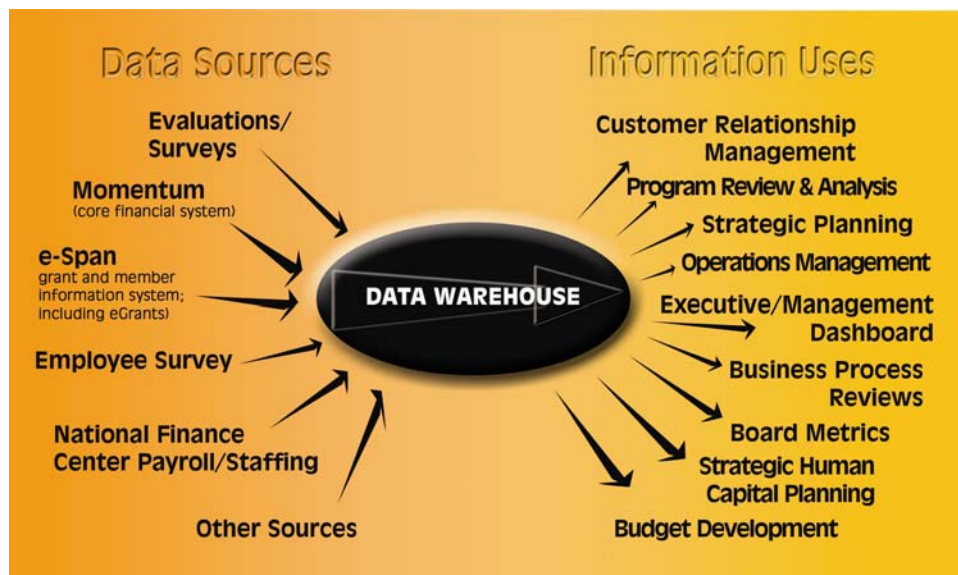 Data Sources
Evaluations/
Surveys
Momentum
(core financial system)
e-Span
grant and member
information system;
including eGrants)
Employee Survey
National Finance
Center Payroll/Staffing
Other Sources
DATA WAREHOUSE
Information Uses
Customer Relationship
Management
Program Review & Analysis
Strategic Planning
Operations Management
Executive/Management
Dashboard
Business Process
Reviews
Board Metrics
Strategic Human
Capital Planning
Budget Development